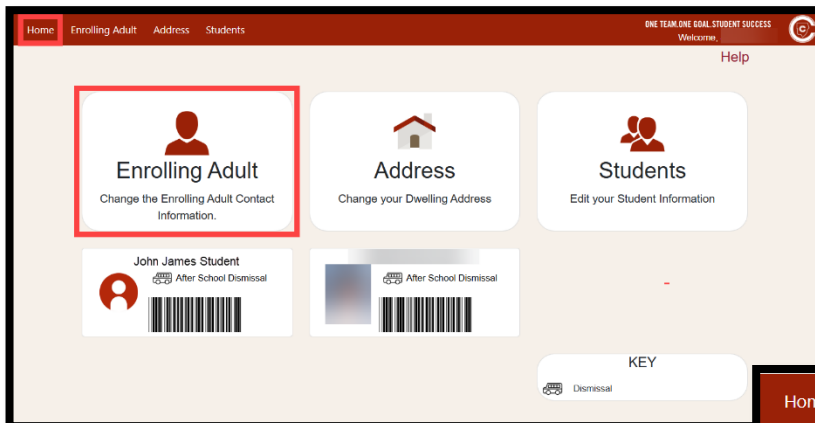 Home Enrolling Adult Address Students
ONE TEAM.ONE GOAL.STUDENT SUCCESS
Welcome,
Help
Enrolling Adult
Change the Enrolling Adult Contact
Information.
Address
Change your Dwelling Address
Students
Edit your Student Information
John James Student
After School Dismissal
After School Dismissal
KEY
Dismissal